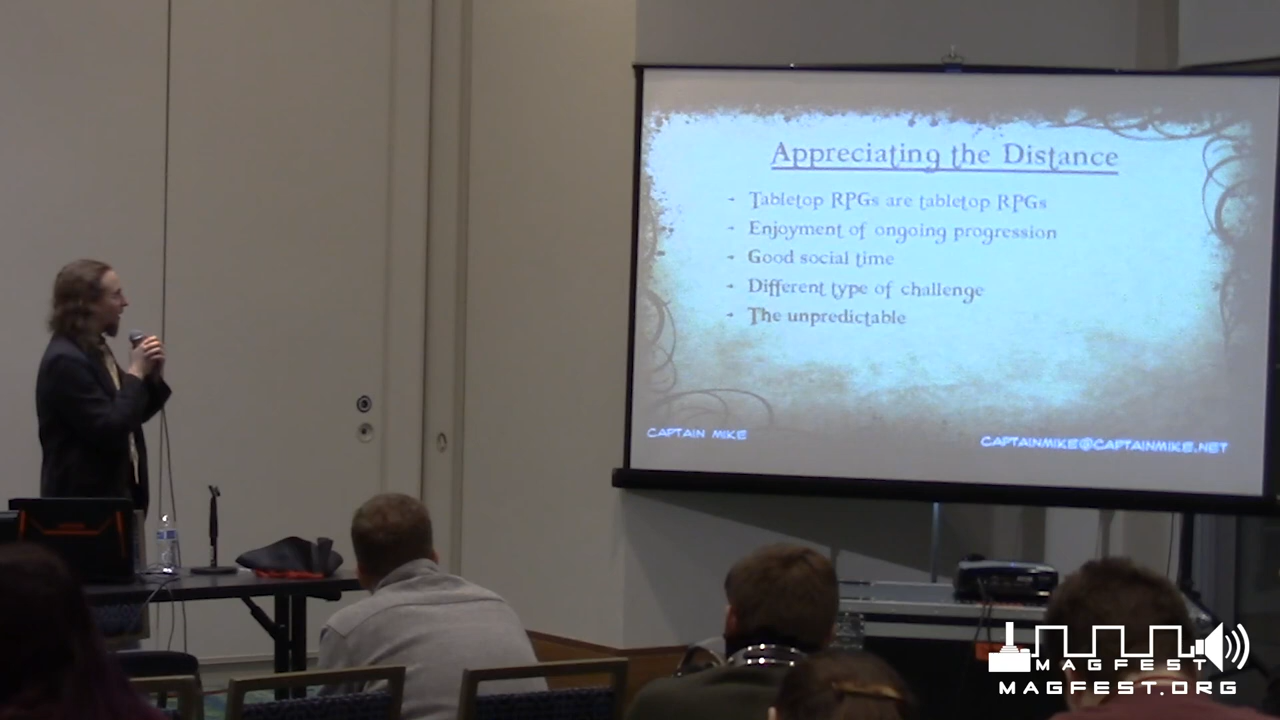 Appreciating the Distance
- Tabletop RPGs are tabletop RPGs
- Enjoyment of ongoing progression
- Good social time
- Different type of challenge
- The unpredictable
CAPTAIN MIKE
CAPTAINMIKE@CAPTAINMIKE.NET
MAGFEST
MAGFEST.ORG